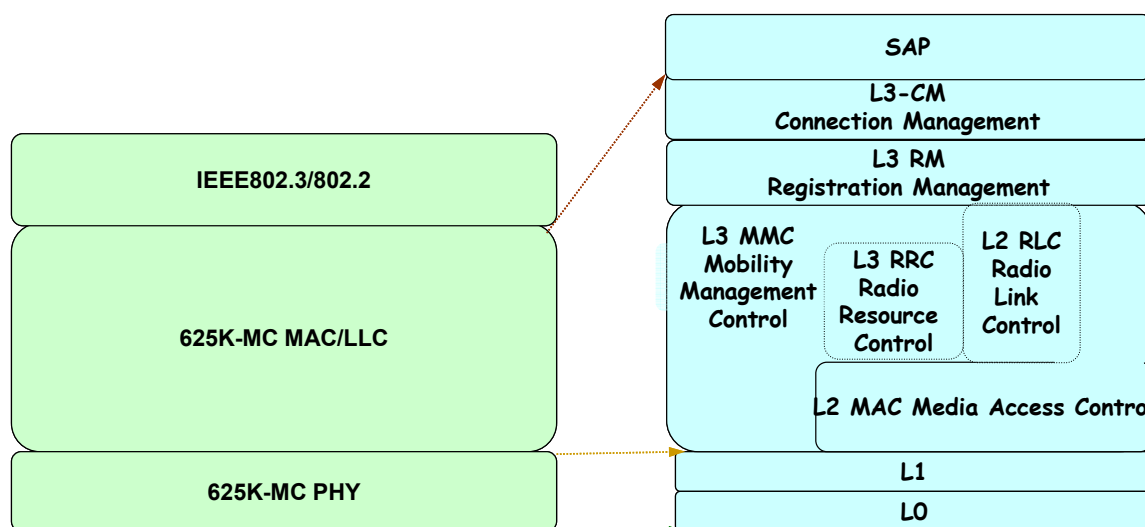 IEEE802.3/802.2
625K-MC MAC/LLC
625K-MC PHY
SAP
L3-CM
Connection Management
L3 RM
Registration Management
L3 MMC
Mobility
Management
Control
L3 RRC
Radio
Resource
Control
L2 RLC
Radio
Link
Control
L2 MAC Media Access Control
L1
L0